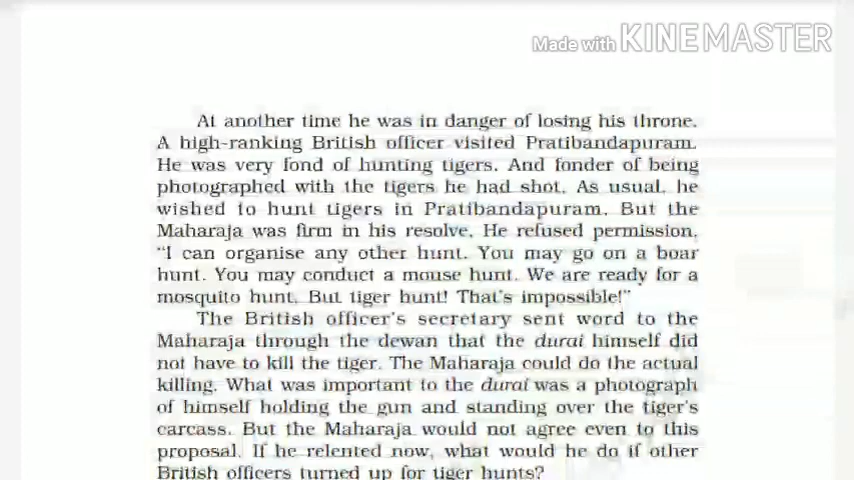 Made with KINEMASTER
At another time he was in danger of losing his throne.
A high-ranking British officer visited Pratibandapuram.
He was very fond of hunting tigers. And fonder of being
photographed with the tigers he had shot. As usual, he
wished to hunt tigers in Pratibandapuram. But the
Maharaja was firm in his resolve. He refused permission.
“I can organise any other hunt. You may go on a boar
hunt. You may conduct a mouse hunt. We are ready for a
mosquito hunt. But tiger hunt! That's impossible!”
The British officer's secretary sent word to the
Maharaja through the dewan that the durai himself did
not have to kill the tiger. The Maharaja could do the actual
killing. What was important to the durai was a photograph
of himself holding the gun and standing over the tiger's
carcass. But the Maharaja would not agree even to this
proposal. If he relented now, what would he do if other
British officers turned up for tiger hunts?